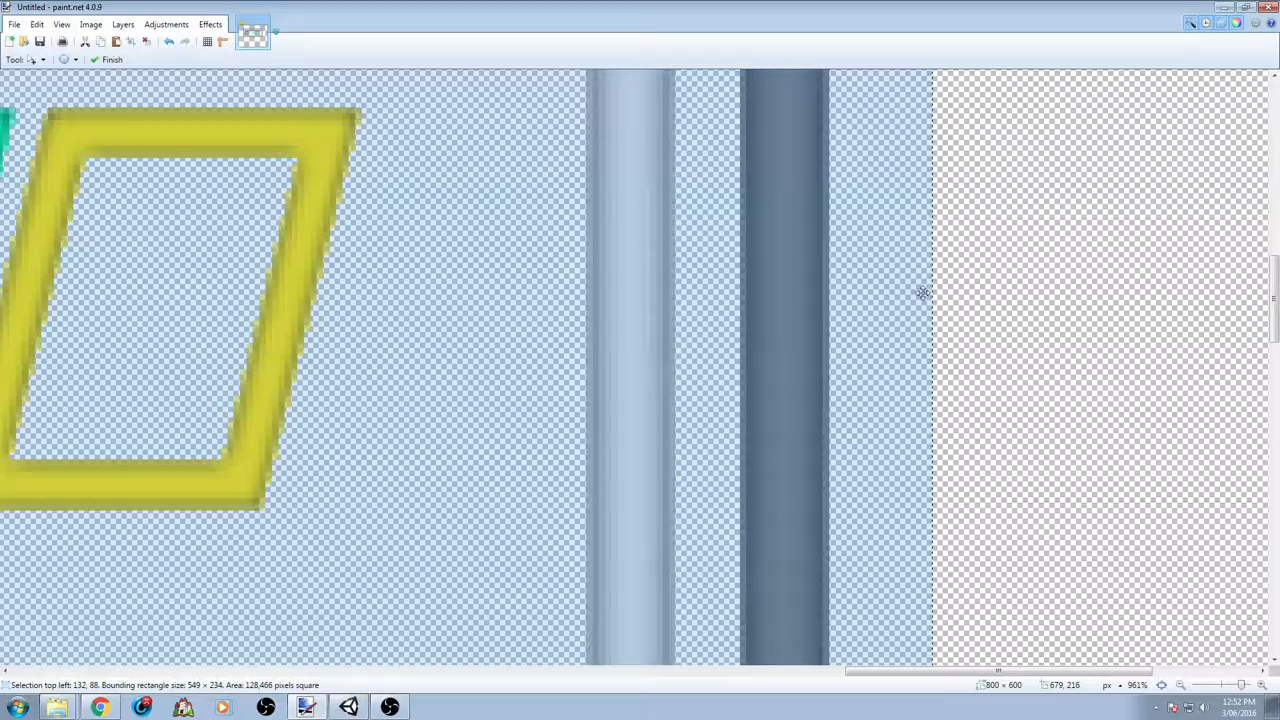 Untitled - paint.net 4.0.9
File Edit View Image Layers Adjustments Effects
Tool: Finish
Selection top left: 132, 88. Bounding rectangle size: 549 × 234. Area: 128,466 pixels square
800 × 600
679, 216
px
961%
12:52 PM
3/06/2016